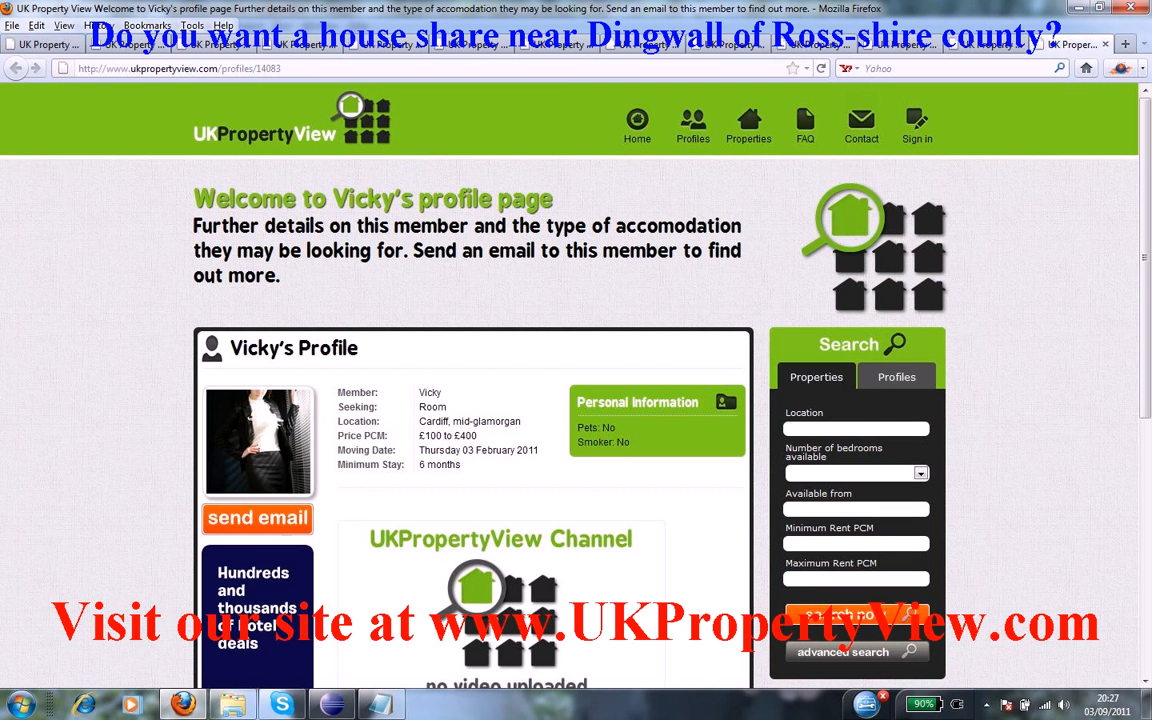 UK Property View Welcome to Vicky's profile page Further details on this member and the type of accomodation they may be looking for. Send an email to this member to find out more. - Mozilla Firefox
File Edit View History Bookmarks Tools Help
Do you want a house share near Dingwall of Ross-shire county?
UK Property ...
UK Proper...
http://www.ukpropertyview.com/profiles/14083
Yahoo
UKPropertyView
Home Profiles Properties FAQ Contact Sign in
Welcome to Vicky's profile page
Further details on this member and the type of accomodation
they may be looking for. Send an email to this member to find
out more.
Vicky's Profile
Member: Vicky
Seeking: Room
Location: Cardiff, mid-glamorgan
Price PCM: £100 to £400
Moving Date: Thursday 03 February 2011
Minimum Stay: 6 months
Personal Information
Pets: No
Smoker: No
send email
Hundreds
and
thousands
of hotel
deals
UKPropertyView Channel
no video uploaded
Search
Properties Profiles
Location
Number of bedrooms
available
Available from
Minimum Rent PCM
Maximum Rent PCM
search now
advanced search
Visit our site at www.UKPropertyView.com
90%
20:27
03/09/2011